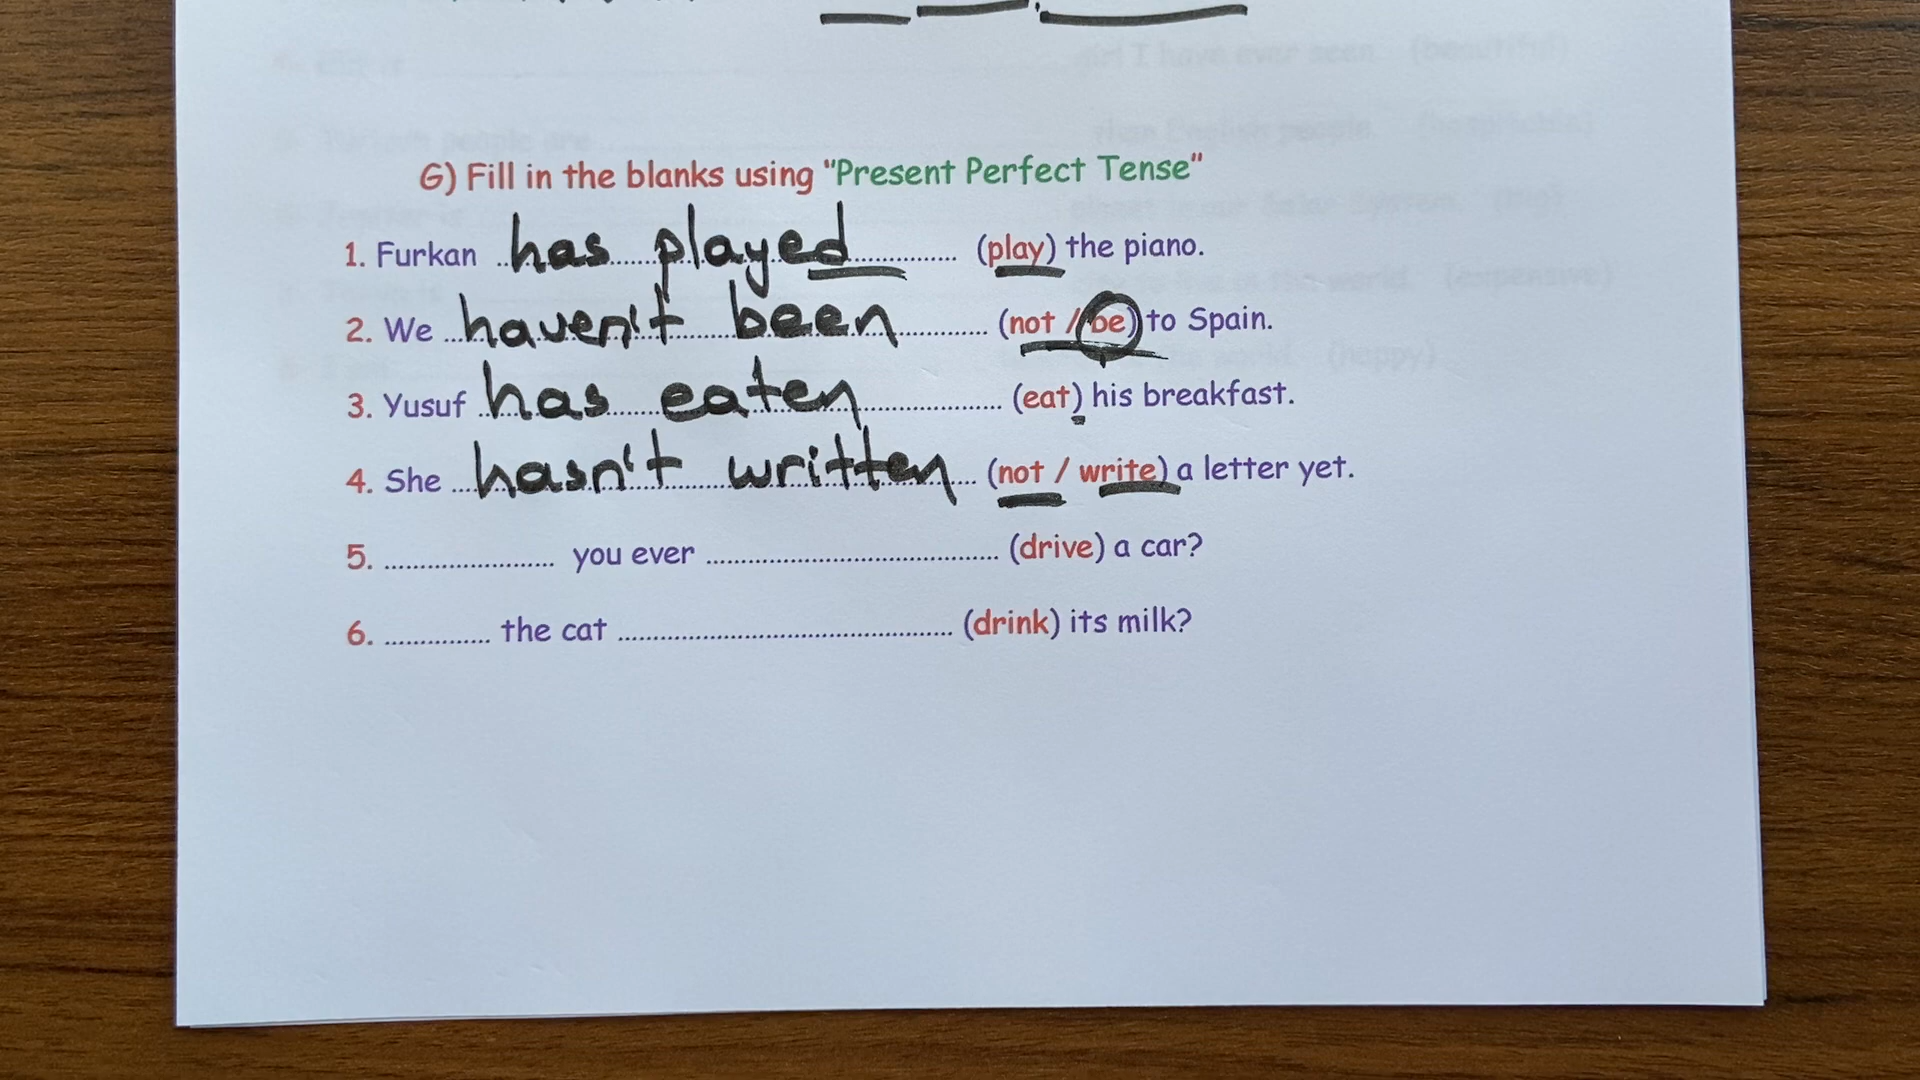 G) Fill in the blanks using "Present Perfect Tense"
1. Furkan has played (play) the piano.
2. We haven't been (not / be) to Spain.
3. Yusuf has eaten (eat) his breakfast.
4. She hasn't written (not / write) a letter yet.
5. ...................... you ever ...................................... (drive) a car?
6. .............. the cat ............................................ (drink) its milk?